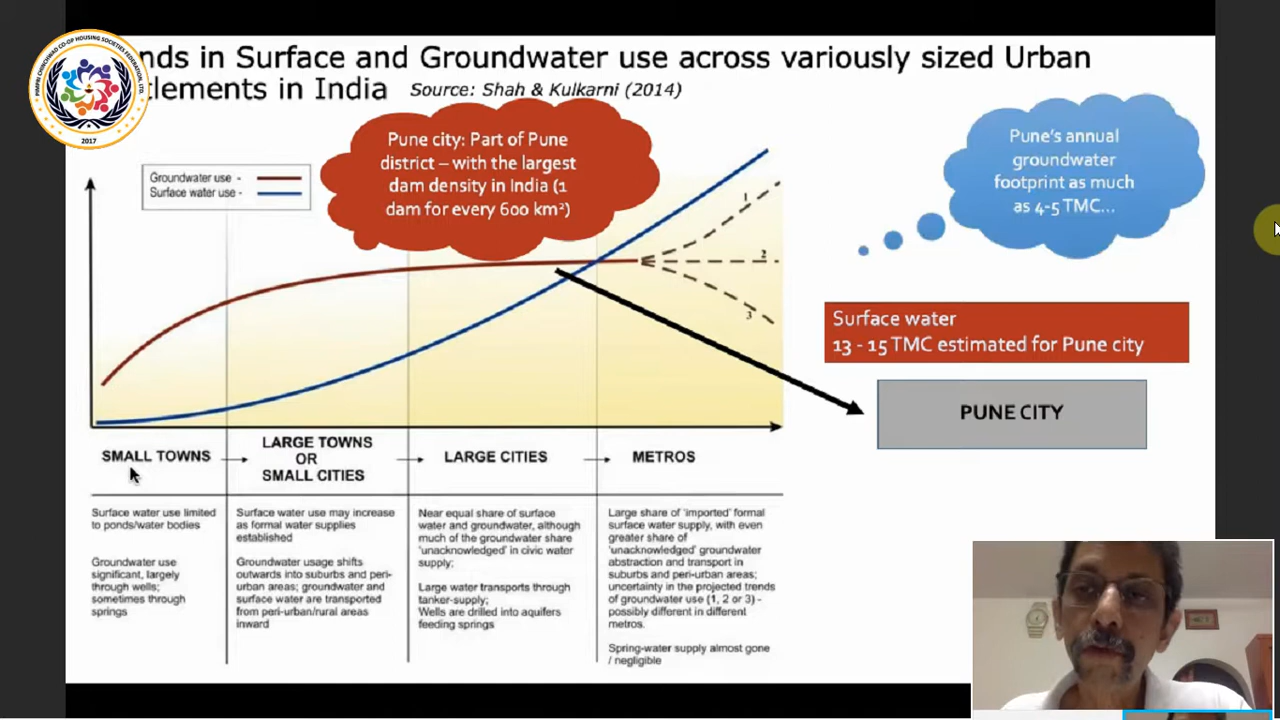 nds in Surface and Groundwater use across variously sized Urban
lements in India Source: Shah & Kulkarni (2014)
PIMPRI CHINCHWAD CO-OP HOUSING SOCIETIES FEDERATION LTD.
2017
Pune city: Part of Pune
district – with the largest
dam density in India (1
dam for every 600 km²)
Pune's annual
groundwater
footprint as much
as 4-5 TMC...
Groundwater use -
Surface water use -
1
2
3
Surface water
13 - 15 TMC estimated for Pune city
PUNE CITY
SMALL TOWNS
LARGE TOWNS
OR
SMALL CITIES
LARGE CITIES
METROS
Surface water use limited
to ponds/water bodies
Groundwater use
significant, largely
through wells;
sometimes through
springs
Surface water use may increase
as formal water supplies
established
Groundwater usage shifts
outwards into suburbs and peri-
urban areas; groundwater and
surface water are transported
from peri-urban/rural areas
inward
Near equal share of surface
water and groundwater, although
much of the groundwater share
'unacknowledged' in civic water
supply;
Large water transports through
tanker-supply;
Wells are drilled into aquifers
feeding springs
Large share of 'imported' formal
surface water supply, with even
greater share of
'unacknowledged' groundwater
abstraction and transport in
suburbs and peri-urban areas;
uncertainty in the projected trends
of groundwater use (1, 2 or 3) -
possibly different in different
metros.
Spring-water supply almost gone
/ negligible